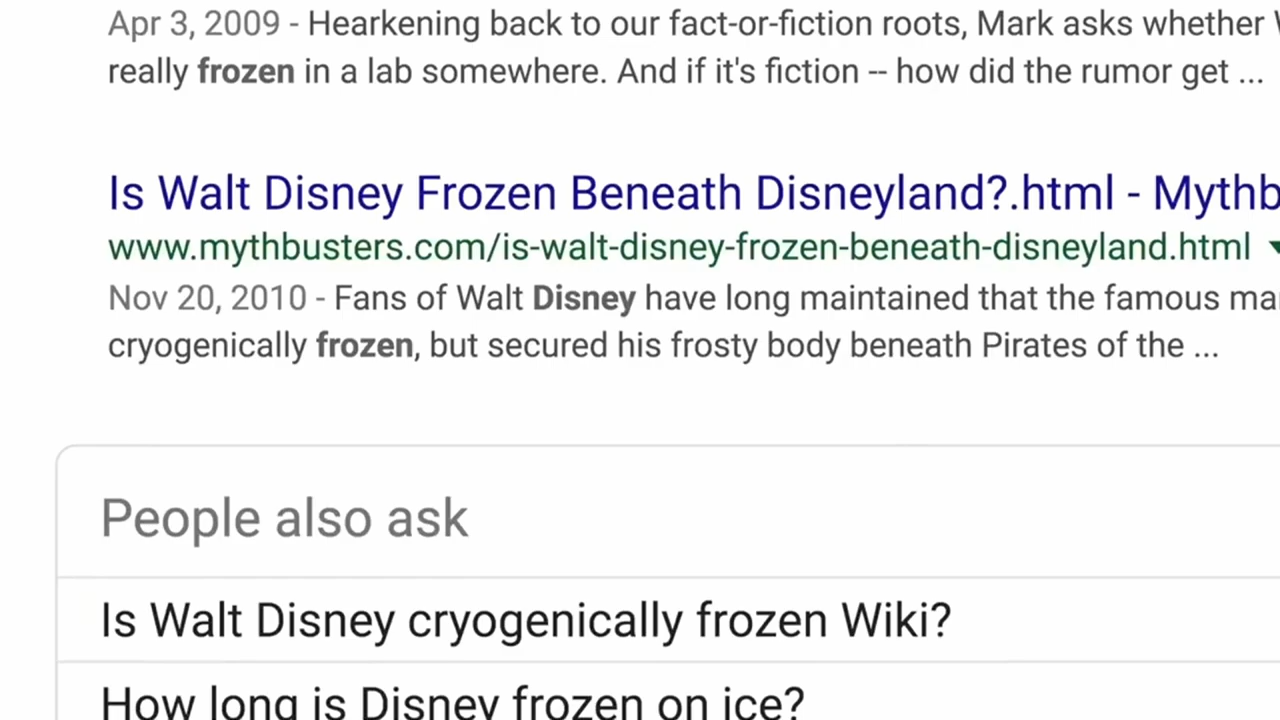 Apr 3, 2009 - Hearkening back to our fact-or-fiction roots, Mark asks whether
really frozen in a lab somewhere. And if it's fiction -- how did the rumor get ...
Is Walt Disney Frozen Beneath Disneyland?.html - Mythb
www.mythbusters.com/is-walt-disney-frozen-beneath-disneyland.html
Nov 20, 2010 - Fans of Walt Disney have long maintained that the famous
cryogenically frozen, but secured his frosty body beneath Pirates of the ...
People also ask
Is Walt Disney cryogenically frozen Wiki?
How long is Disney frozen on ice?